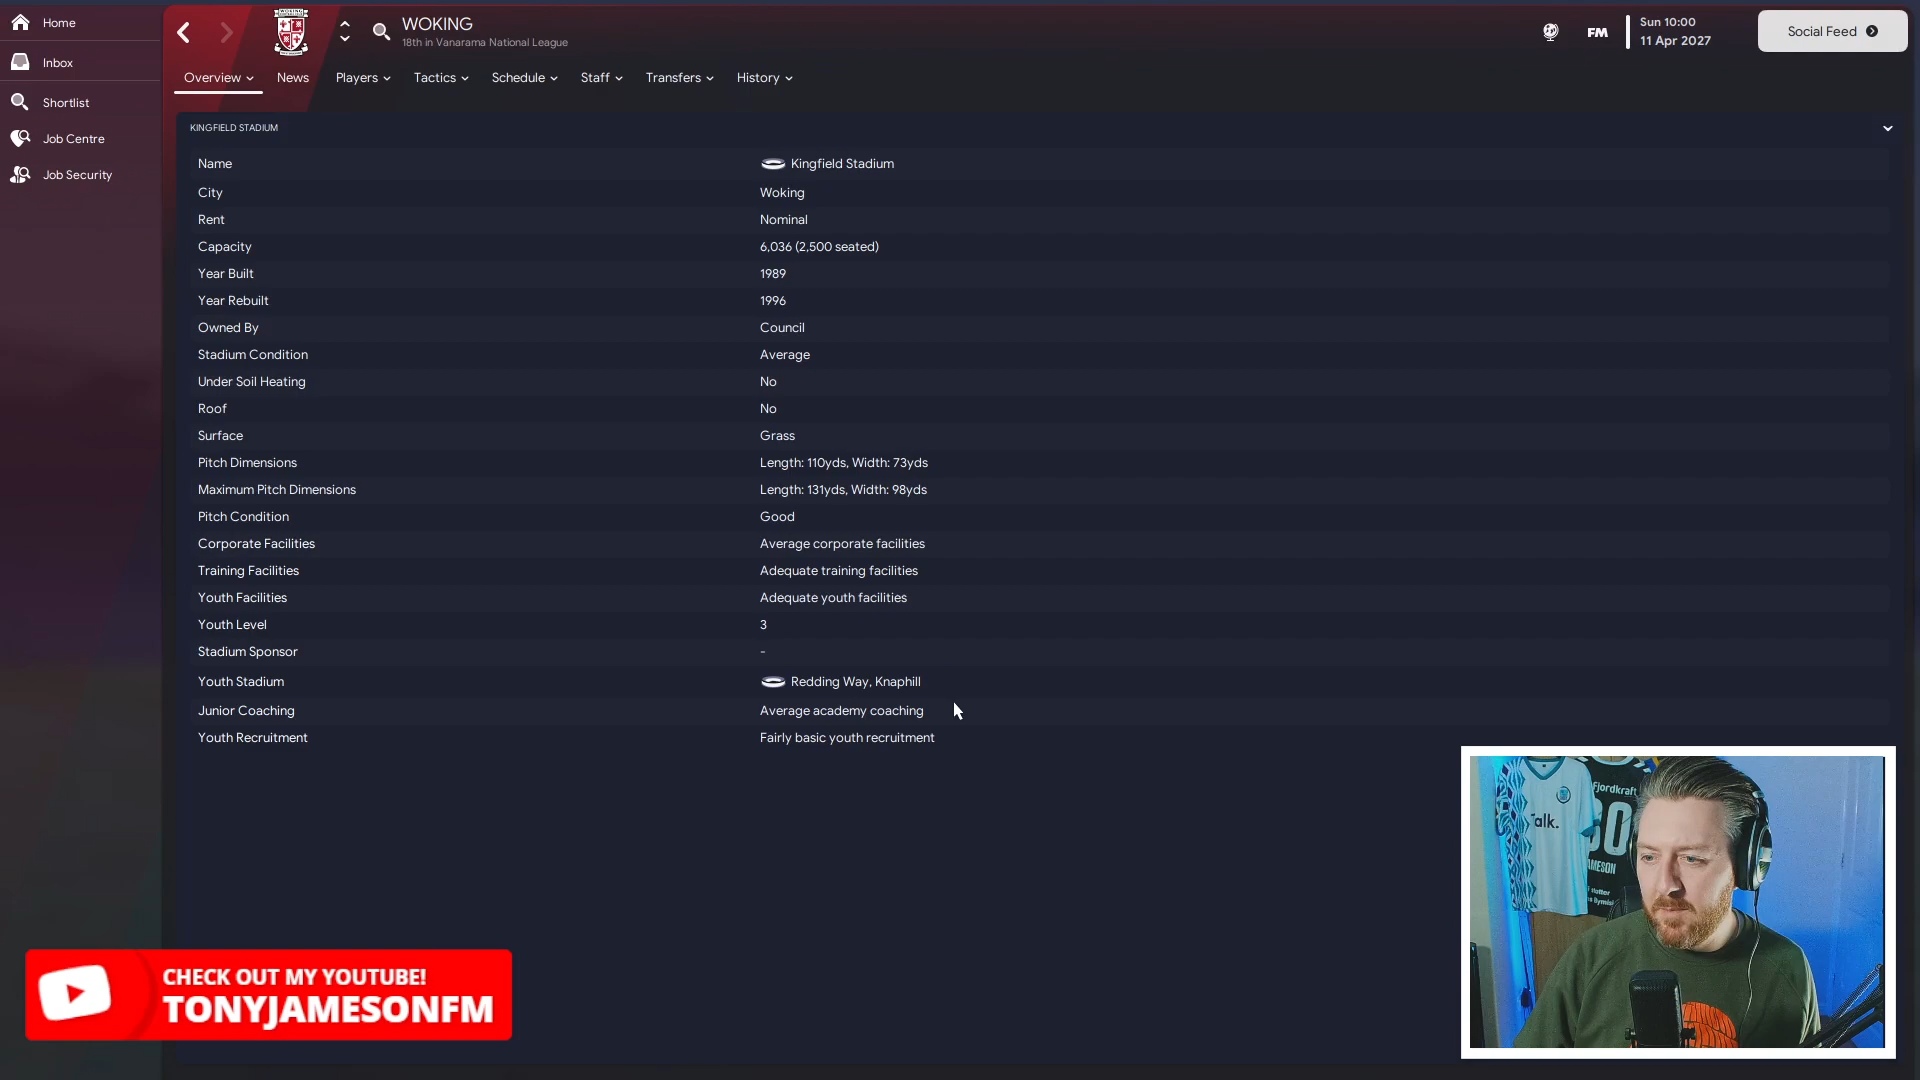 Home
WOKING
18th in Vanarama National League
FM
Sun 10:00
11 Apr 2027
Social Feed
Inbox
Overview
News
Players
Tactics
Schedule
Staff
Transfers
History
Shortlist
Job Centre
Job Security
KINGFIELD STADIUM
Name Kingfield Stadium
City Woking
Rent Nominal
Capacity 6,036 (2,500 seated)
Year Built 1989
Year Rebuilt 1996
Owned By Council
Stadium Condition Average
Under Soil Heating No
Roof No
Surface Grass
Pitch Dimensions Length: 110yds, Width: 73yds
Maximum Pitch Dimensions Length: 131yds, Width: 98yds
Pitch Condition Good
Corporate Facilities Average corporate facilities
Training Facilities Adequate training facilities
Youth Facilities Adequate youth facilities
Youth Level 3
Stadium Sponsor -
Youth Stadium Redding Way, Knaphill
Junior Coaching Average academy coaching
Youth Recruitment Fairly basic youth recruitment
Fjordkraft
Talk.
CHECK OUT MY YOUTUBE!
TONYJAMESONFM